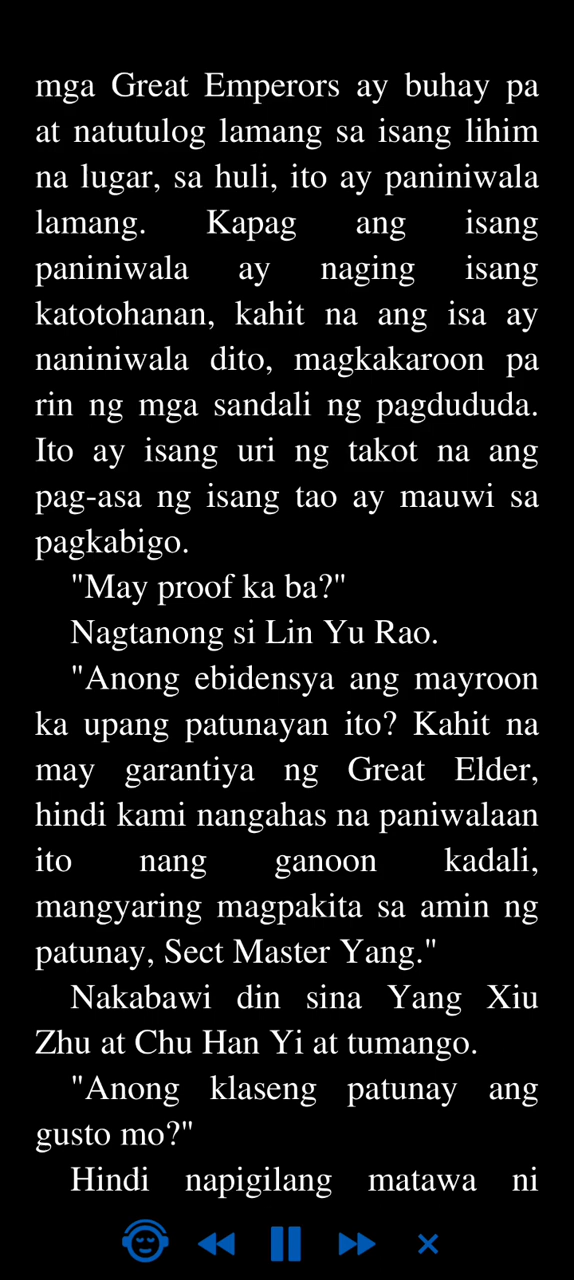 mga Great Emperors ay buhay pa
at natutulog lamang sa isang lihim
na lugar, sa huli, ito ay paniniwala
lamang. Kapag ang isang
paniniwala ay naging isang
katotohanan, kahit na ang isa ay
naniniwala dito, magkakaroon pa
rin ng mga sandali ng pagdududa.
Ito ay isang uri ng takot na ang
pag-asa ng isang tao ay mauwi sa
pagkabigo.
"May proof ka ba?"
Nagtanong si Lin Yu Rao.
"Anong ebidensya ang mayroon
ka upang patunayan ito? Kahit na
may garantiya ng Great Elder,
hindi kami nangahas na paniwalaan
ito nang ganoon kadali,
mangyaring magpakita sa amin ng
patunay, Sect Master Yang."
Nakabawi din sina Yang Xiu
Zhu at Chu Han Yi at tumango.
"Anong klaseng patunay ang
gusto mo?"
Hindi napigilang matawa ni